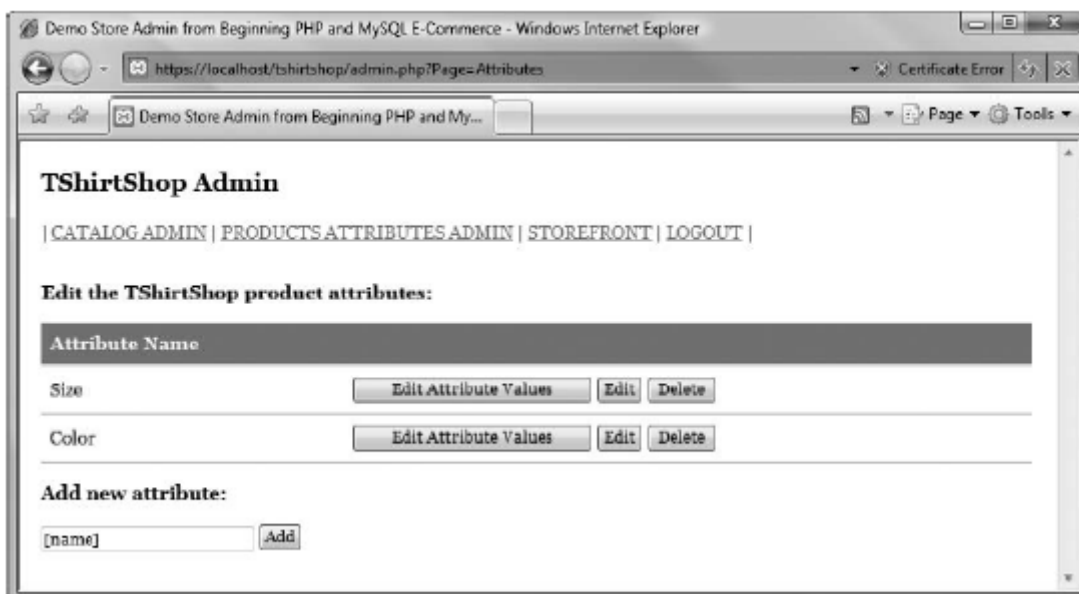 Demo Store Admin from Beginning PHP and MySQL E-Commerce - Windows Internet Explorer
https://localhost/tshirtshop/admin.php?Page=Attributes Certificate Error
Demo Store Admin from Beginning PHP and My... Page Tools
TShirtShop Admin
| CATALOG ADMIN | PRODUCTS ATTRIBUTES ADMIN | STOREFRONT | LOGOUT |
Edit the TShirtShop product attributes:
Attribute Name
Size Edit Attribute Values Edit Delete
Color Edit Attribute Values Edit Delete
Add new attribute:
[name] Add